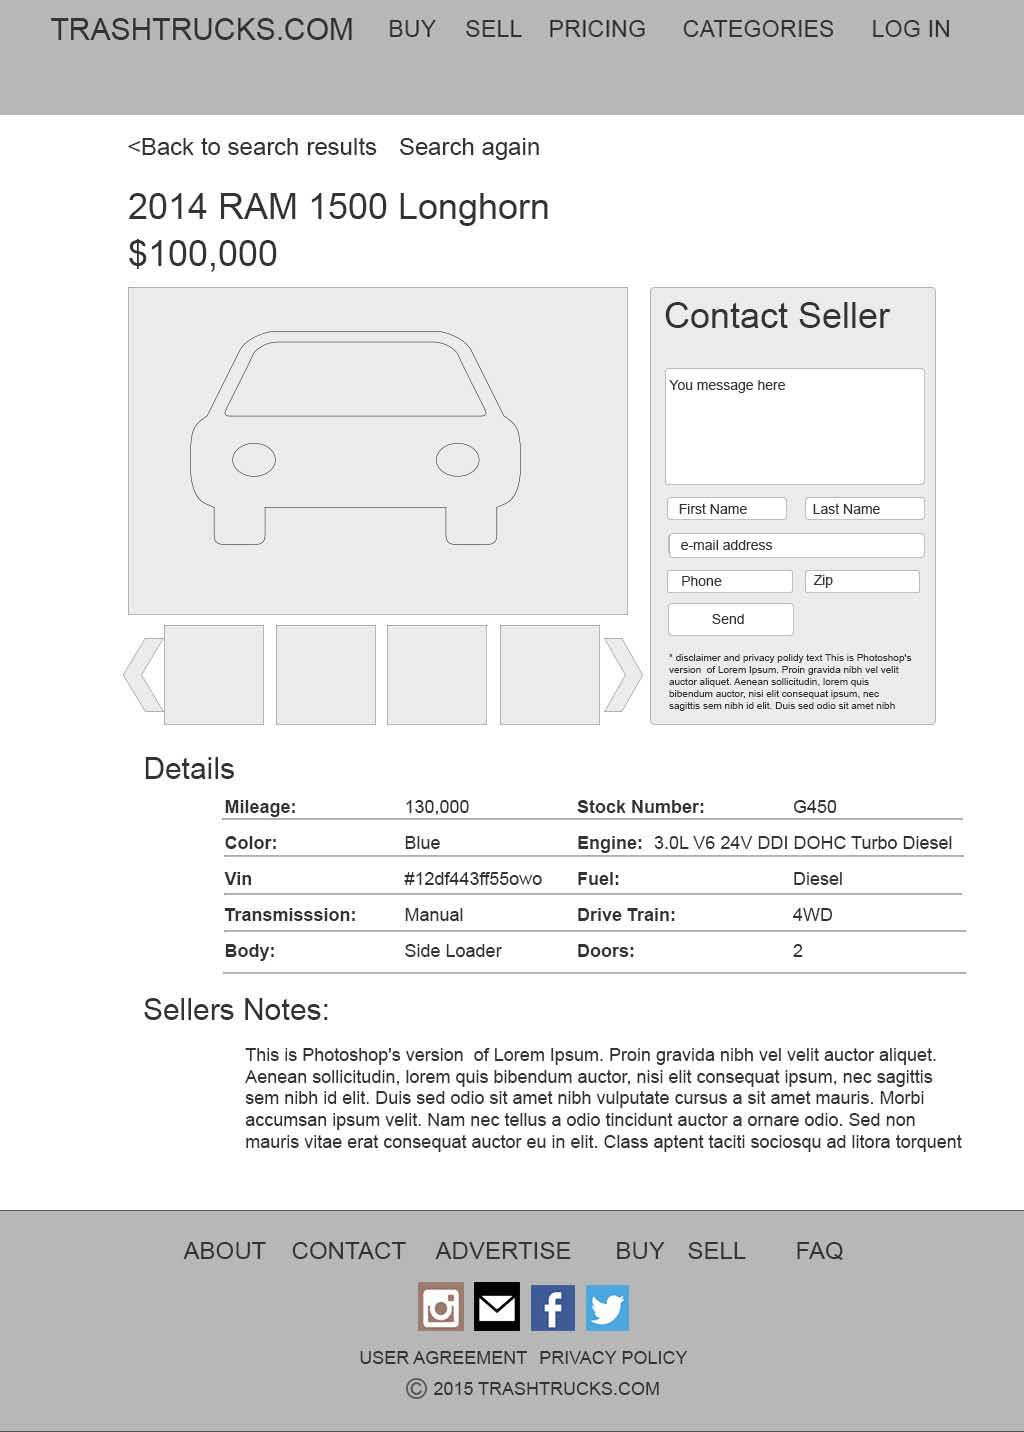 TRASHTRUCKS.COM BUY SELL PRICING CATEGORIES LOG IN
<Back to search results Search again
2014 RAM 1500 Longhorn
$100,000
Contact Seller
You message here
First Name Last Name
e-mail address
Phone Zip
Send
* disclaimer and privacy polidy text This is Photoshop's
version of Lorem Ipsum. Proin gravida nibh vel velit
auctor aliquet. Aenean sollicitudin, lorem quis
bibendum auctor, nisi elit consequat ipsum, nec
sagittis sem nibh id elit. Duis sed odio sit amet nibh
Details
Mileage: 130,000 Stock Number: G450
Color: Blue Engine: 3.0L V6 24V DDI DOHC Turbo Diesel
Vin #12df443ff55owo Fuel: Diesel
Transmisssion: Manual Drive Train: 4WD
Body: Side Loader Doors: 2
Sellers Notes:
This is Photoshop's version of Lorem Ipsum. Proin gravida nibh vel velit auctor aliquet.
Aenean sollicitudin, lorem quis bibendum auctor, nisi elit consequat ipsum, nec sagittis
sem nibh id elit. Duis sed odio sit amet nibh vulputate cursus a sit amet mauris. Morbi
accumsan ipsum velit. Nam nec tellus a odio tincidunt auctor a ornare odio. Sed non
mauris vitae erat consequat auctor eu in elit. Class aptent taciti sociosqu ad litora torquent
ABOUT CONTACT ADVERTISE BUY SELL FAQ
USER AGREEMENT PRIVACY POLICY
© 2015 TRASHTRUCKS.COM